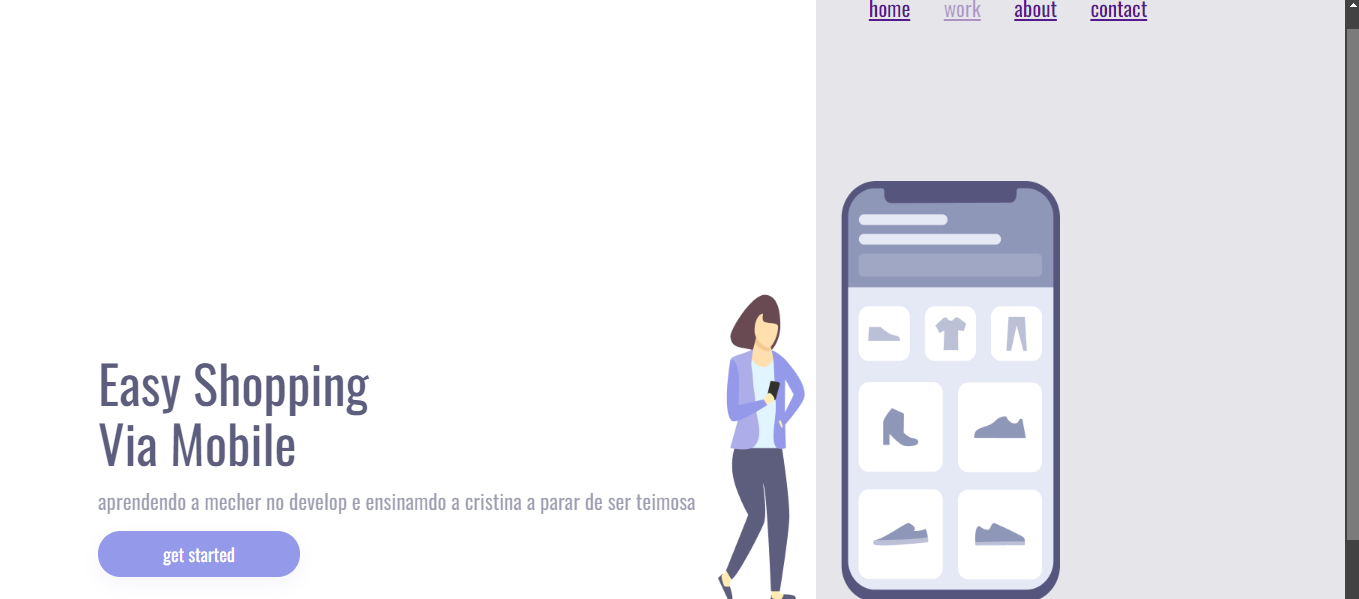 home work about contact
Easy Shopping
Via Mobile
aprendendo a mecher no develop e ensinamdo a cristina a parar de ser teimosa
get started